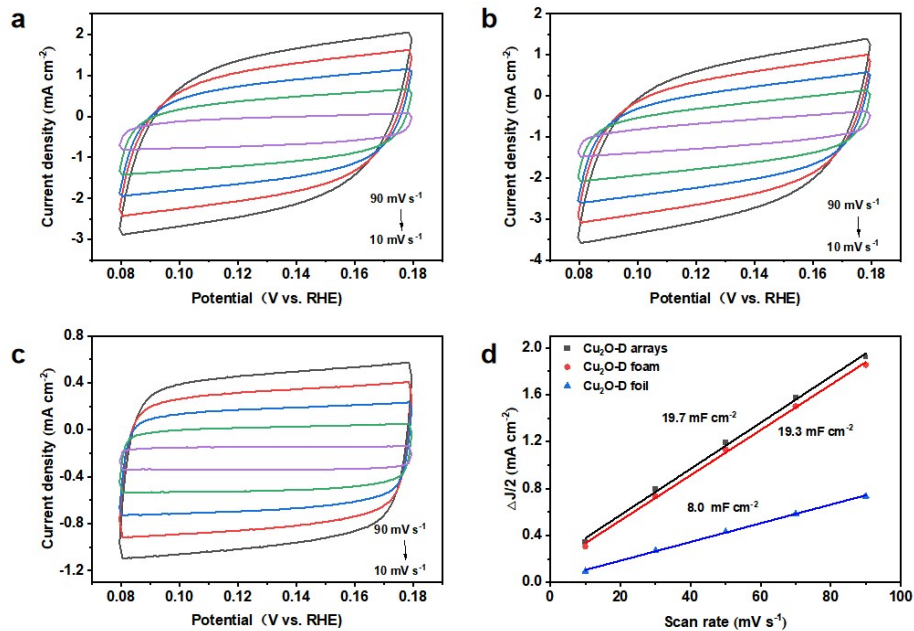 a
Current density (mA cm⁻²)
2
1
0
-1
-2
-3
90 mV s⁻¹
10 mV s⁻¹
0.08 0.10 0.12 0.14 0.16 0.18
Potential (V vs. RHE)
b
Current density (mA cm⁻²)
2
1
0
-1
-2
-3
-4
90 mV s⁻¹
10 mV s⁻¹
0.08 0.10 0.12 0.14 0.16 0.18
Potential (V vs. RHE)
c
Current density (mA cm⁻²)
0.8
0.4
0.0
-0.4
-0.8
-1.2
90 mV s⁻¹
10 mV s⁻¹
0.08 0.10 0.12 0.14 0.16 0.18
Potential (V vs. RHE)
d
△J/2 (mA cm⁻²)
2.0
1.6
1.2
0.8
0.4
0.0
Cu₂O-D arrays
Cu₂O-D foam
Cu₂O-D foil
19.7 mF cm⁻²
19.3 mF cm⁻²
8.0 mF cm⁻²
0 20 40 60 80 100
Scan rate (mV s⁻¹)